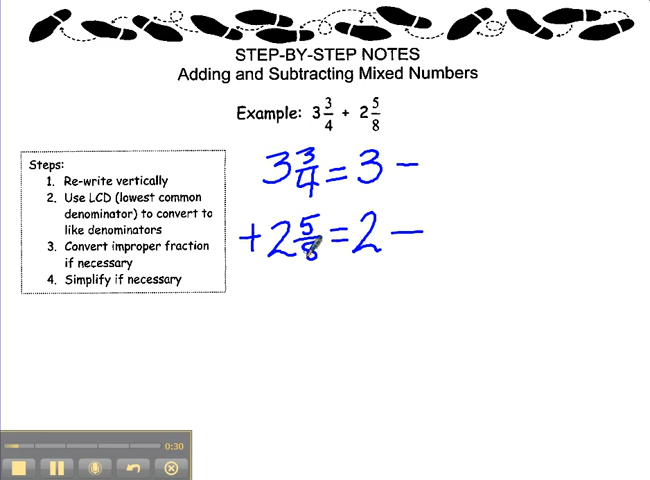 STEP-BY-STEP NOTES
Adding and Subtracting Mixed Numbers
Example: 3 3/4 + 2 5/8
Steps:
1. Re-write vertically
2. Use LCD (lowest common
denominator) to convert to
like denominators
3. Convert improper fraction
if necessary
4. Simplify if necessary
3 3/4 = 3 —
+ 2 5/8 = 2 —
0:30